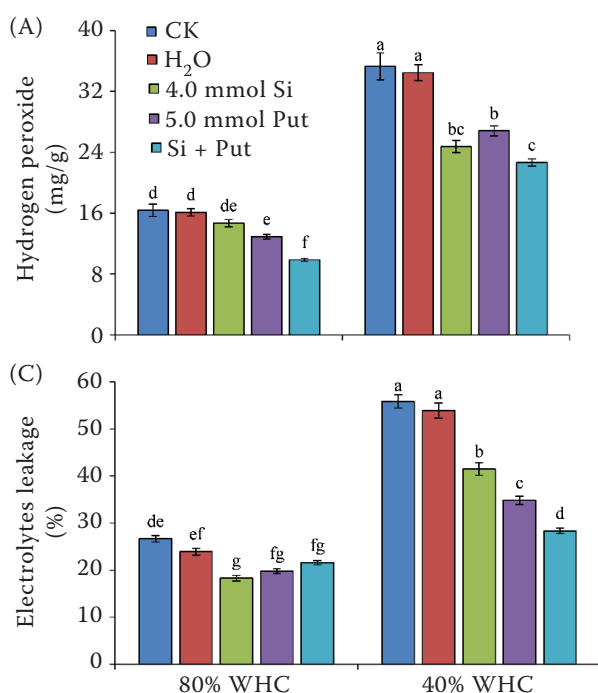 (A)
40
32
24
16
8
0
Hydrogen peroxide
(mg/g)
CK
H₂O
4.0 mmol Si
5.0 mmol Put
Si + Put
d d de e f
a a bc b c
(C)
60
50
40
30
20
10
0
Electrolytes leakage
(%)
de ef g fg fg
a a b c d
80% WHC 40% WHC